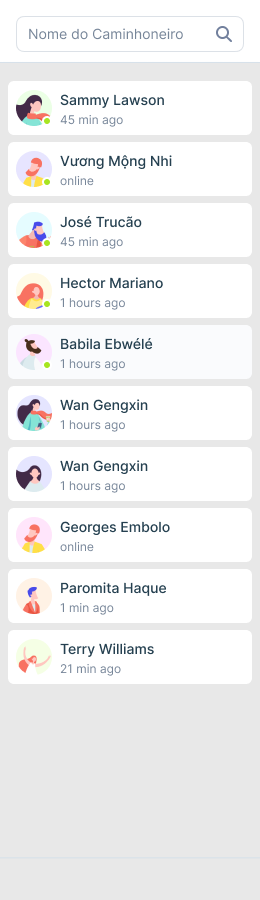 Nome do Caminhoneiro
Sammy Lawson
45 min ago
Vương Mộng Nhi
online
José Trucão
45 min ago
Hector Mariano
1 hours ago
Babila Ebwélé
1 hours ago
Wan Gengxin
1 hours ago
Wan Gengxin
1 hours ago
Georges Embolo
online
Paromita Haque
1 min ago
Terry Williams
21 min ago